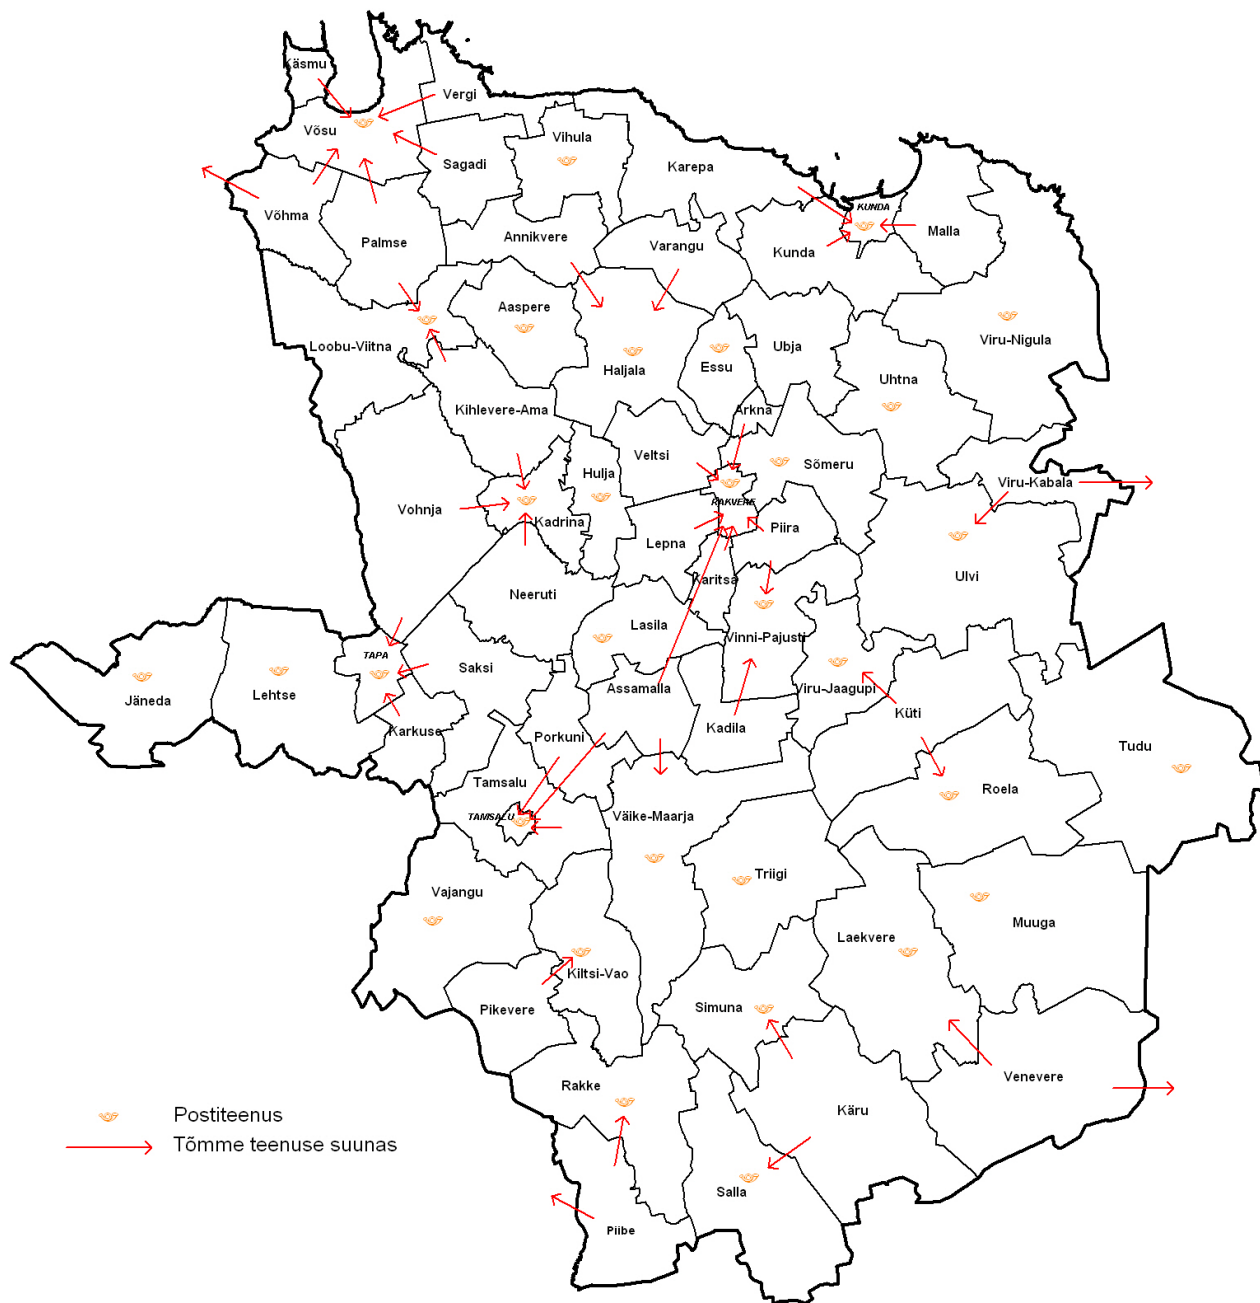 Käsmu
Vergi
Võsu
Vihula
Sagadi
Karepa
KUNDA
Võhma
Palmse
Annikvere
Varangu
Kunda
Malla
Aaspere
Loobu-Viitna
Haljala
Essu
Ubja
Viru-Nigula
Uhtna
Kihlevere-Ama
Arkna
Veltsi
Sõmeru
Hulja
Viru-Kabala
RAKVERE
Vohnja
Kadrina
Piira
Lepna
Karitsa
Ulvi
Neeruti
Lasila
Vinni-Pajusti
TAPA
Saksi
Jäneda
Lehtse
Assamalla
Viru-Jaagupi
Küti
Karkuse
Porkuni
Kadila
Tudu
Tamsalu
Roela
TAMSALU
Väike-Maarja
Triigi
Vajangu
Muuga
Laekvere
Kiltsi-Vao
Pikevere
Simuna
Venevere
Rakke
Käru
Postiteenus
Tõmme teenuse suunas
Salla
Piibe